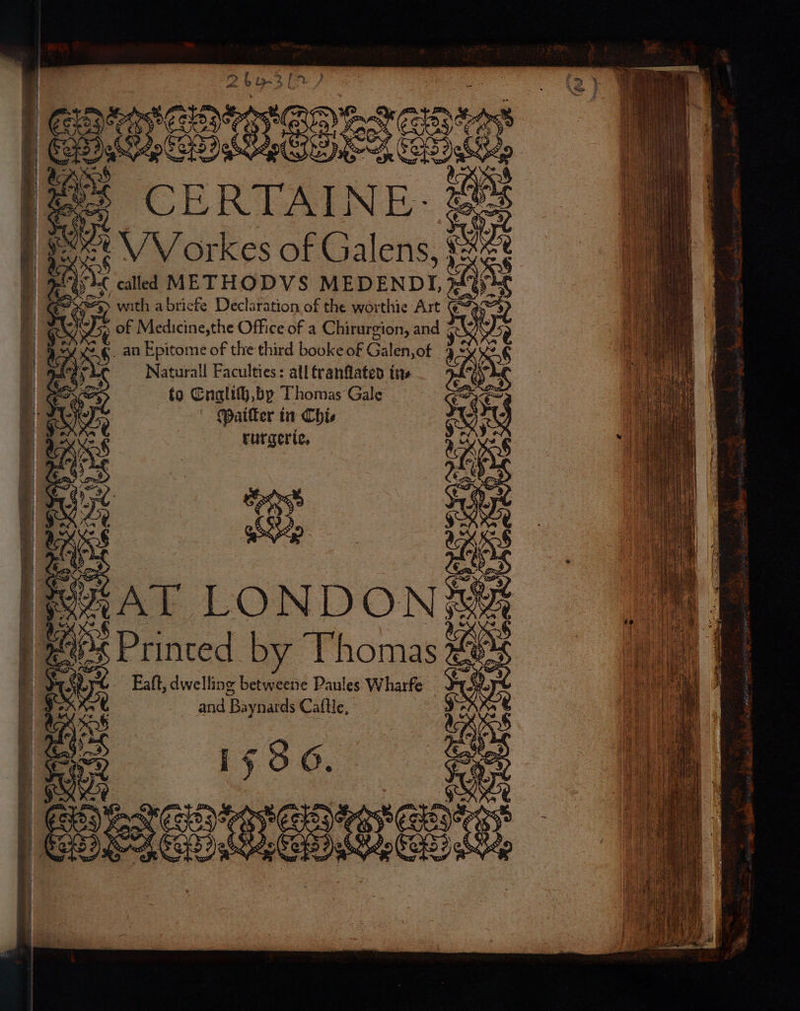 (2)
CERTAINE
VVorkes of Galens,
called METHODVS MEDENDI,
with a briefe Declaration of the worthie Art
of Medicine,the Office of a Chirurgion, and
an Epitome of the third booke of Galen,of
Naturall Faculties: all tranſlated in⸗
to Engliſh,by Thomas Gale
Maiſter in Chi⸗
rurgerie.
AT LONDON
Printed by Thomas
Eaſt, dwelling betweene Paules Wharfe
and Baynards Caſtle,
1586.